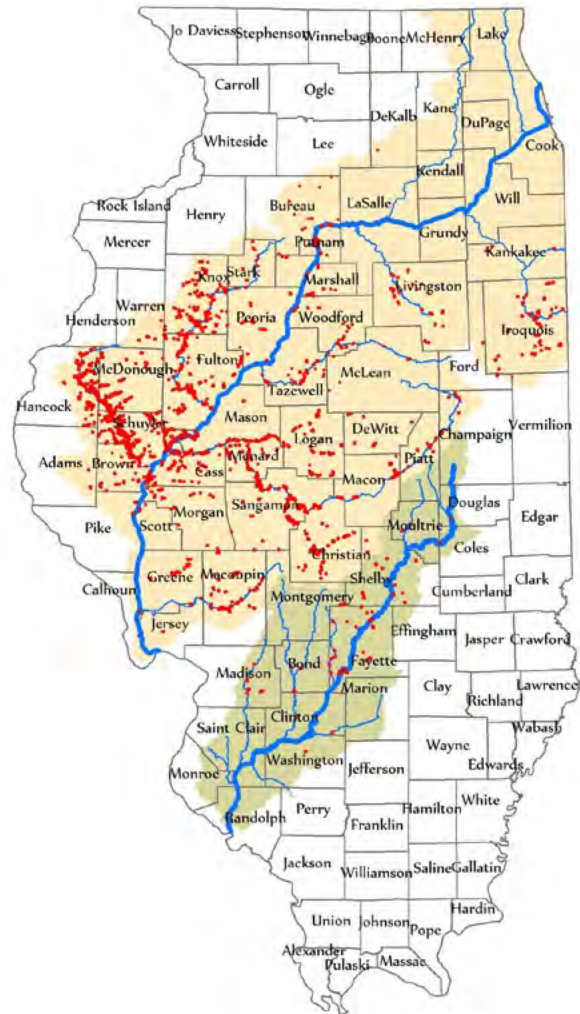 Jo Daviess
Stephenson
Winnebago
Boone
McHenry
Lake
Carroll
Ogle
DeKalb
Kane
DuPage
Cook
Whiteside
Lee
Kendall
Will
Rock Island
Henry
Bureau
LaSalle
Grundy
Mercer
Putnam
Kankakee
Knox
Stark
Marshall
Livingston
Warren
Henderson
Peoria
Woodford
Iroquois
McDonough
Fulton
Tazewell
McLean
Ford
Hancock
Schuyler
Mason
Logan
DeWitt
Champaign
Vermilion
Adams
Brown
Cass
Menard
Macon
Piatt
Douglas
Edgar
Pike
Scott
Morgan
Sangamon
Moultrie
Coles
Christian
Shelby
Calhoun
Greene
Macoupin
Montgomery
Cumberland
Clark
Jersey
Effingham
Jasper
Crawford
Madison
Bond
Fayette
Marion
Clay
Richland
Lawrence
Saint Clair
Clinton
Wabash
Wayne
Edwards
Monroe
Washington
Jefferson
Randolph
Perry
Hamilton
White
Franklin
Jackson
Williamson
Saline
Gallatin
Union
Johnson
Pope
Hardin
Alexander
Pulaski
Massac